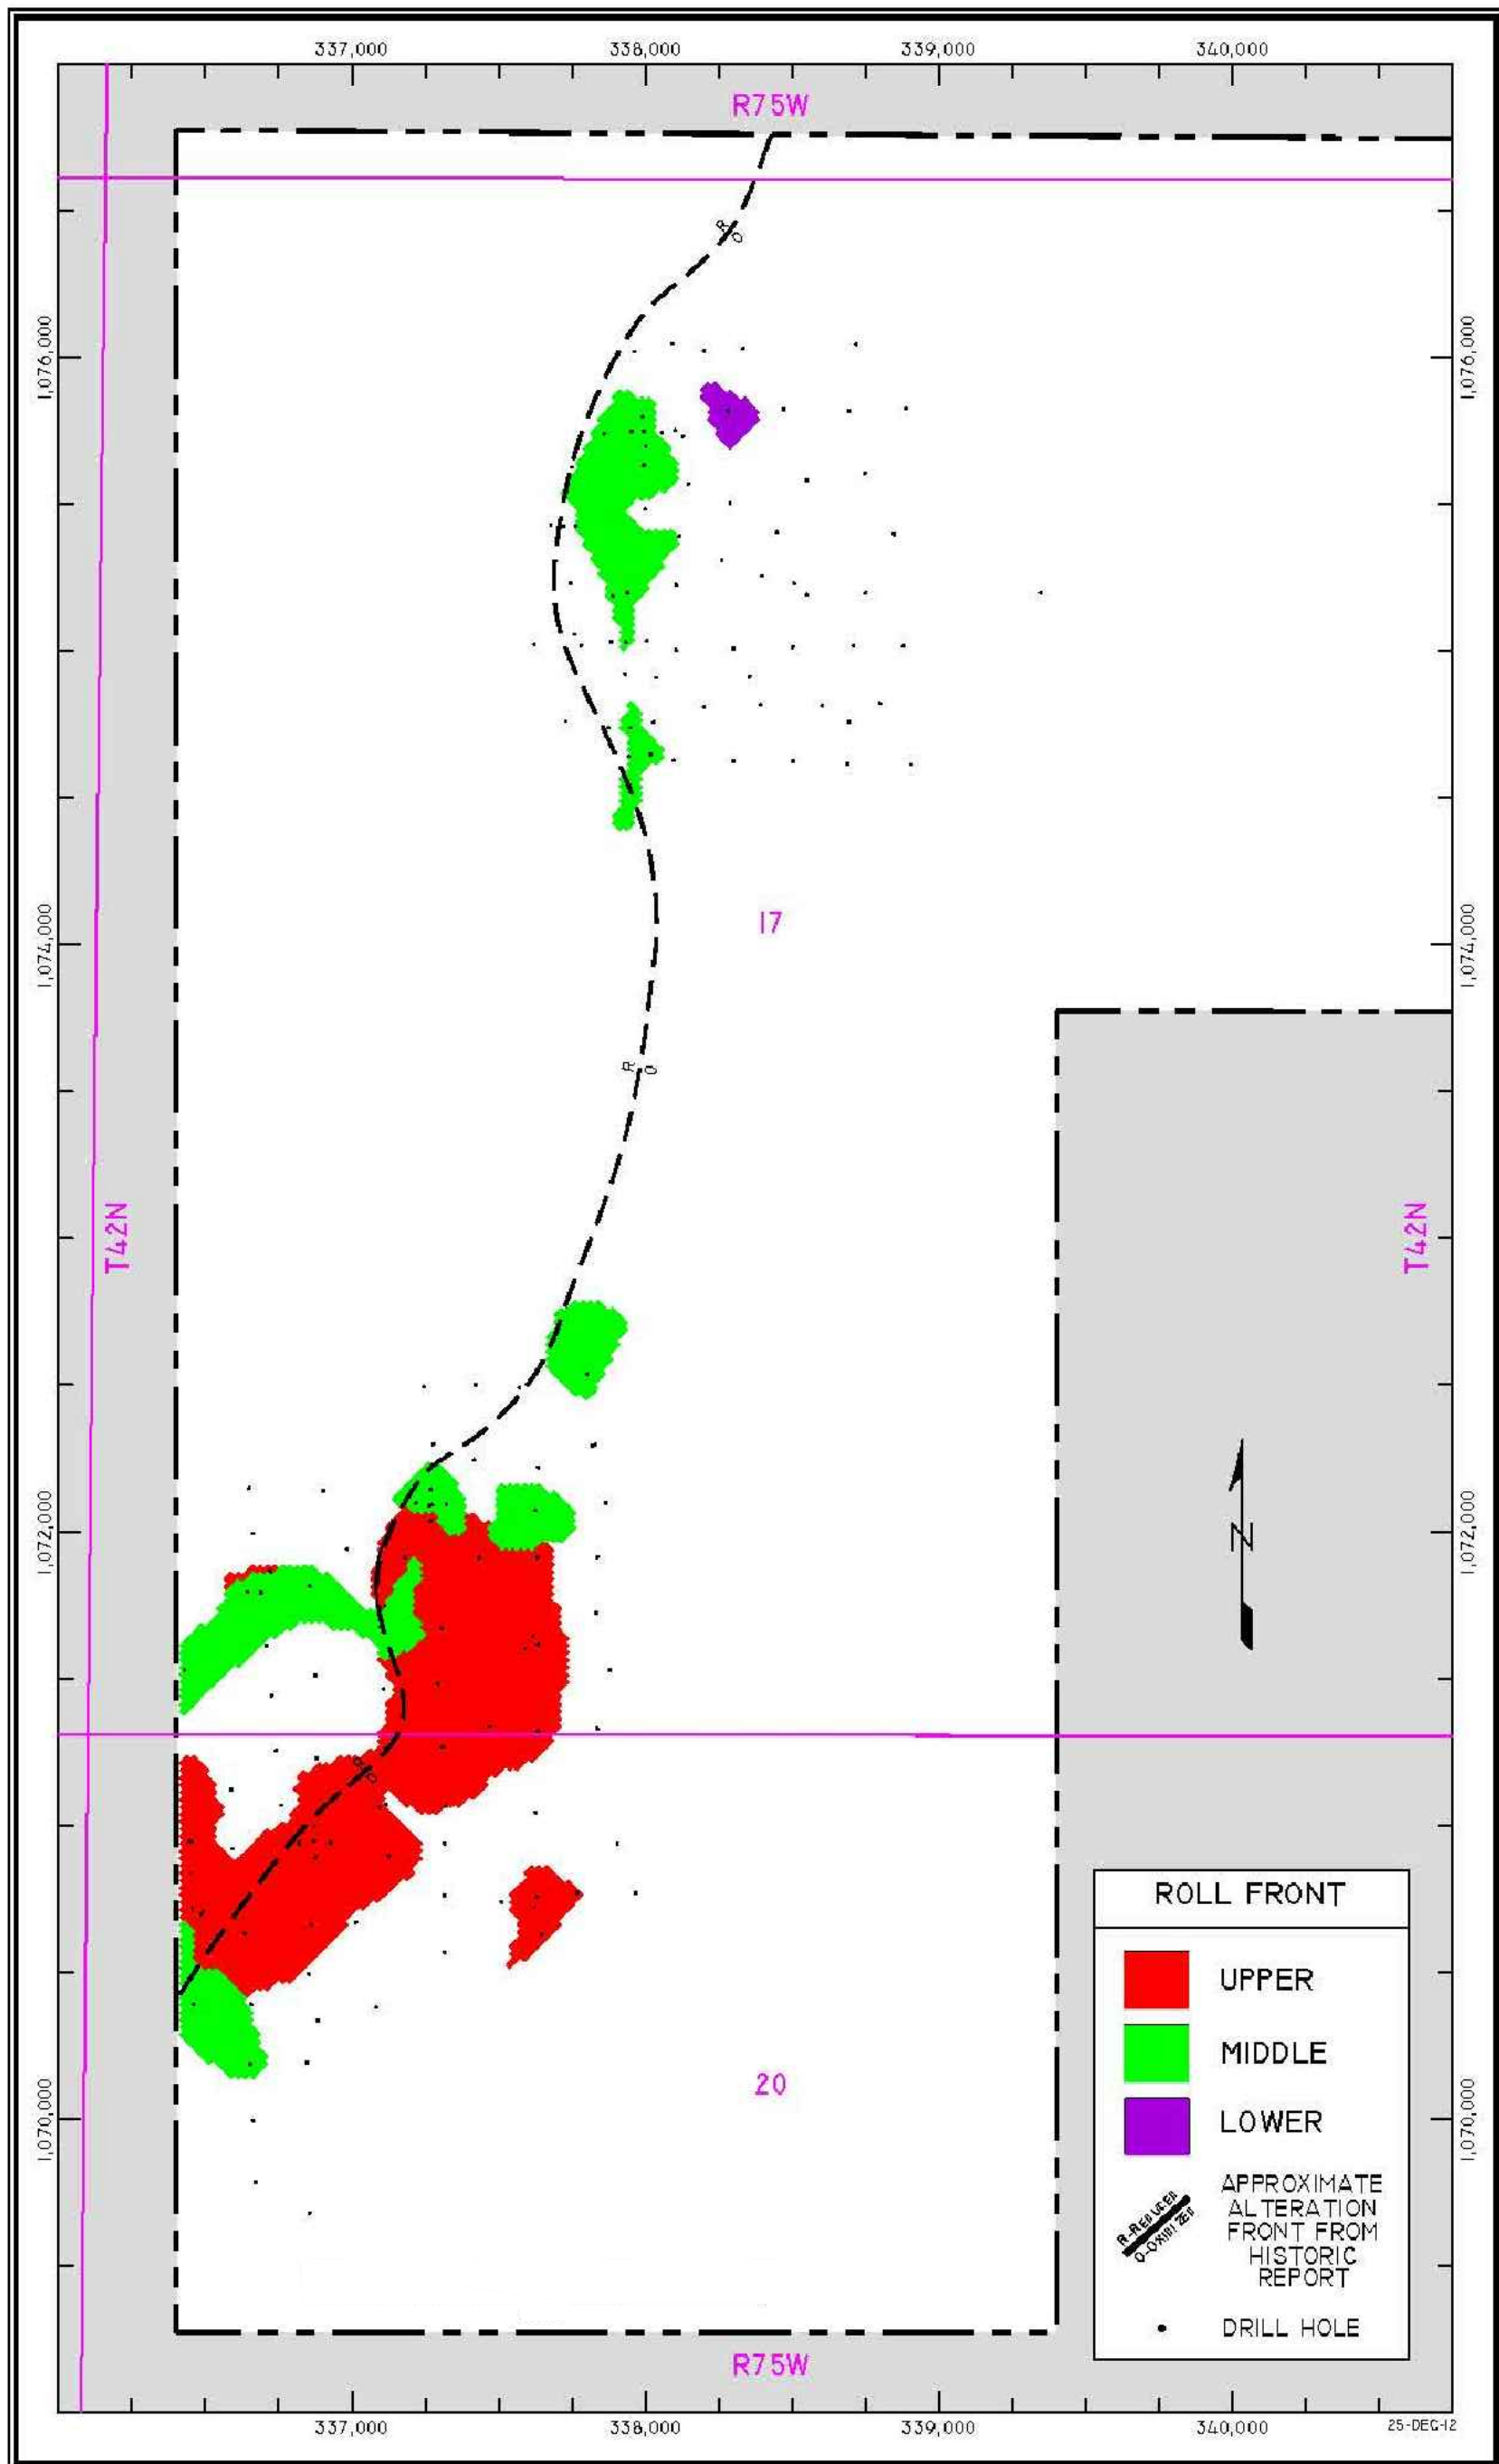 337,000 338,000 339,000 340,000
R75W
R
O
1,076,000 1,076,000
1,074,000 1,074,000
17
R
O
T42N T42N
N
1,072,000 1,072,000
R
O
20
1,070,000 1,070,000
ROLL FRONT
UPPER
MIDDLE
LOWER
R-REDUCED
O-OXIDIZED
APPROXIMATE
ALTERATION
FRONT FROM
HISTORIC
REPORT
DRILL HOLE
R75W
337,000 338,000 339,000 340,000
25-DEC-12